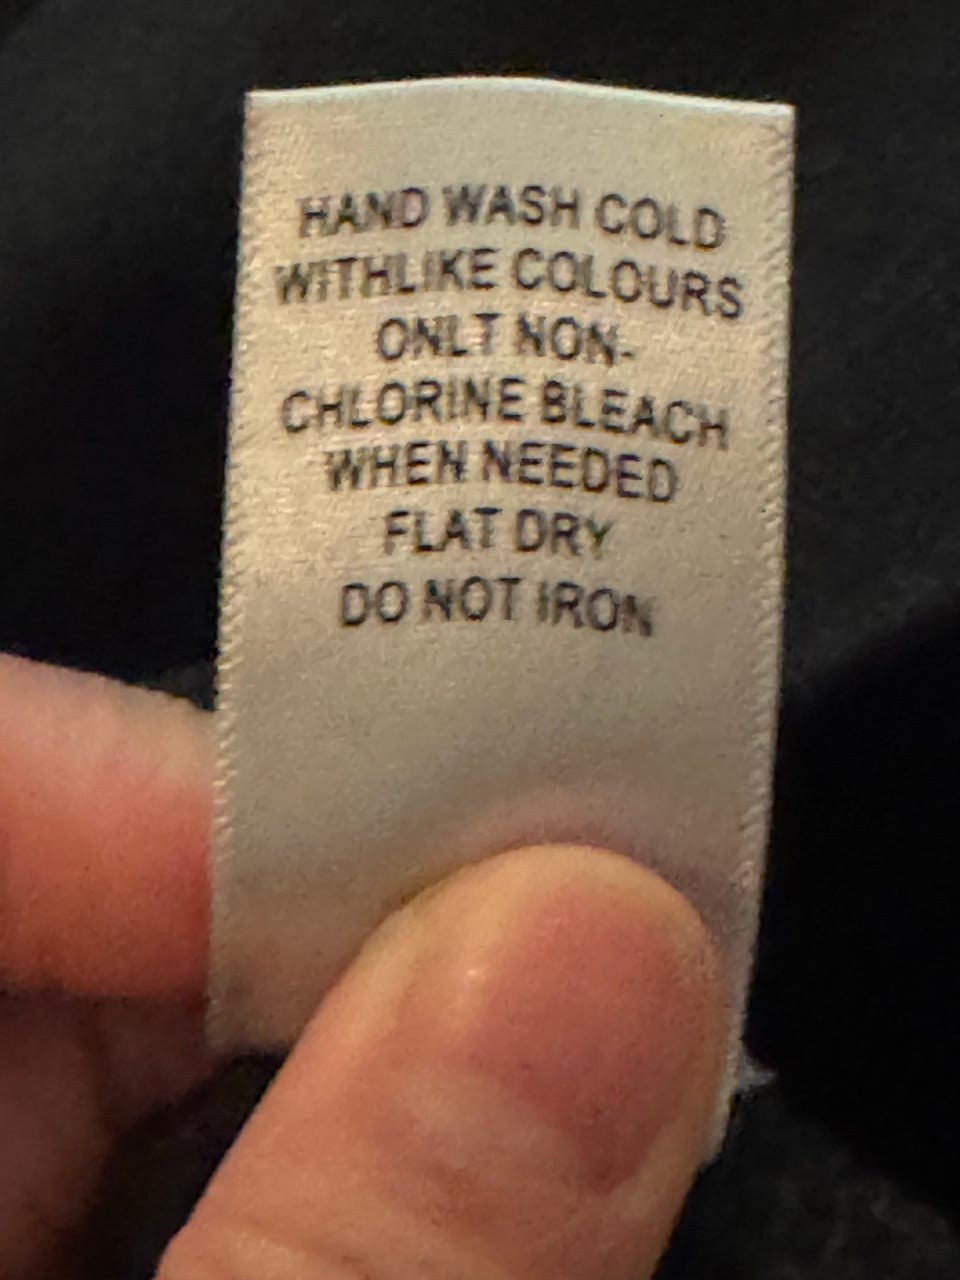 HAND WASH COLD
WITHLIKE COLOURS
ONLT NON-
CHLORINE BLEACH
WHEN NEEDED
FLAT DRY
DO NOT IRON